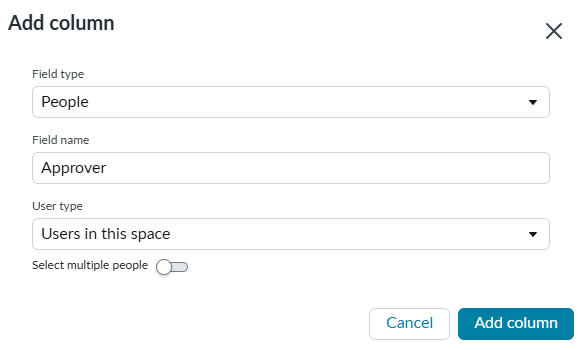 Add column
Field type
People
Field name
Approver
User type
Users in this space
Select multiple people
Cancel Add column